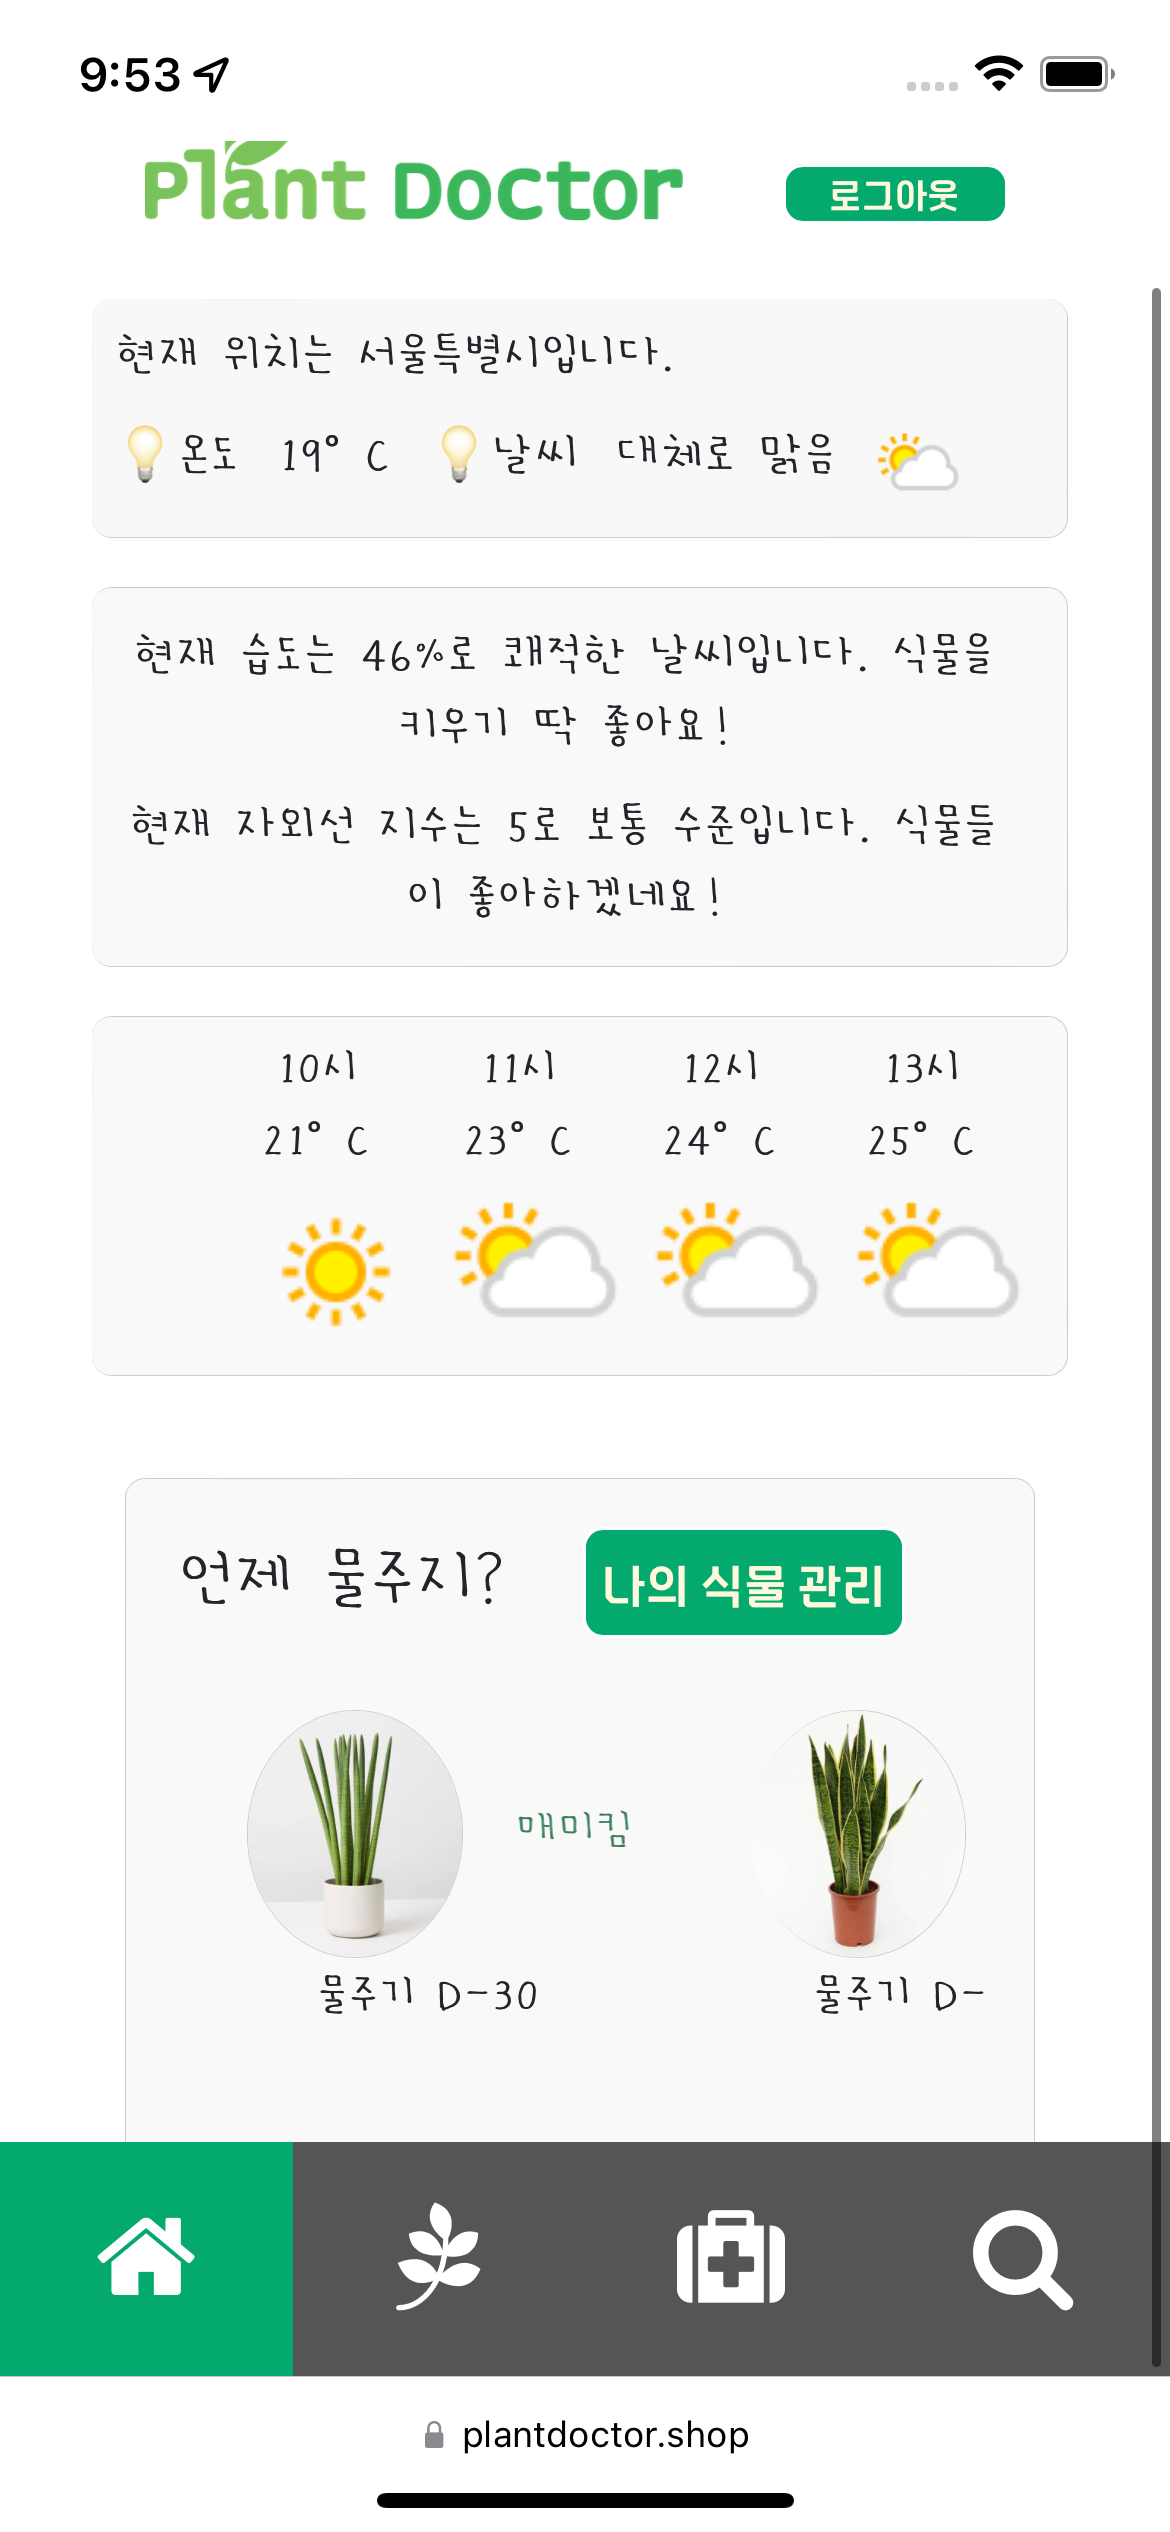 9:53
Plant Doctor
로그아웃
현재 위치는 서울특별시입니다.
온도 19° C 날씨 대체로 맑음
현재 습도는 46%로 쾌적한 날씨입니다. 식물을
키우기 딱 좋아요!
현재 자외선 지수는 5로 보통 수준입니다. 식물들
이 좋아하겠네요!
10시 11시 12시 13시
21° C 23° C 24° C 25° C
언제 물주지?
나의 식물 관리
매미킴
물주기 D-30
물주기 D-
plantdoctor.shop